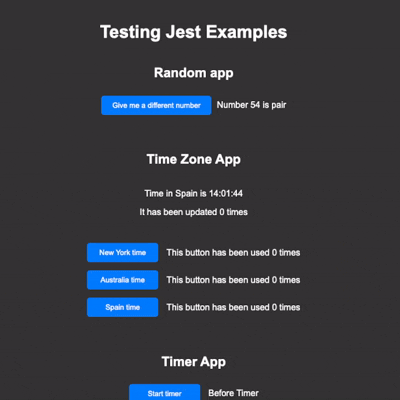 Testing Jest Examples
Random app
Give me a different number Number 54 is pair
Time Zone App
Time in Spain is 14:01:44
It has been updated 0 times
New York time This button has been used 0 times
Australia time This button has been used 0 times
Spain time This button has been used 0 times
Timer App
Start timer Before Timer